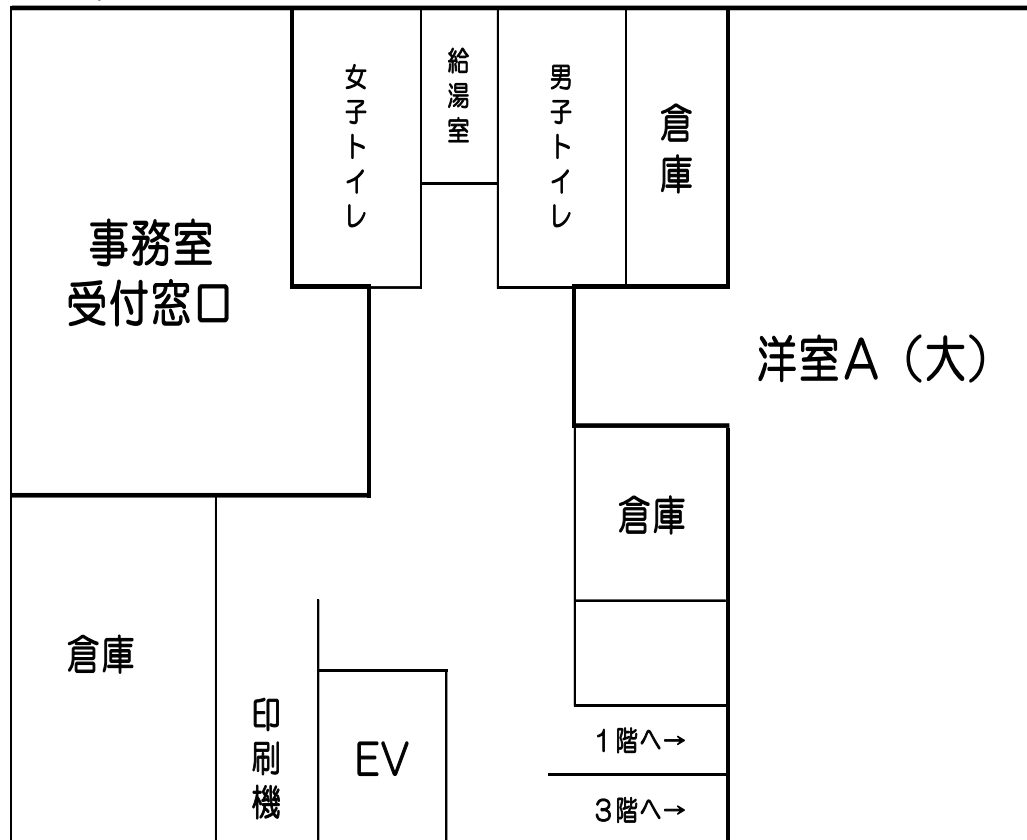 女子トイレ
給湯室
男子トイレ
倉庫
事務室
受付窓口
洋室A（大）
倉庫
倉庫
印刷機
EV
1階へ→
3階へ→